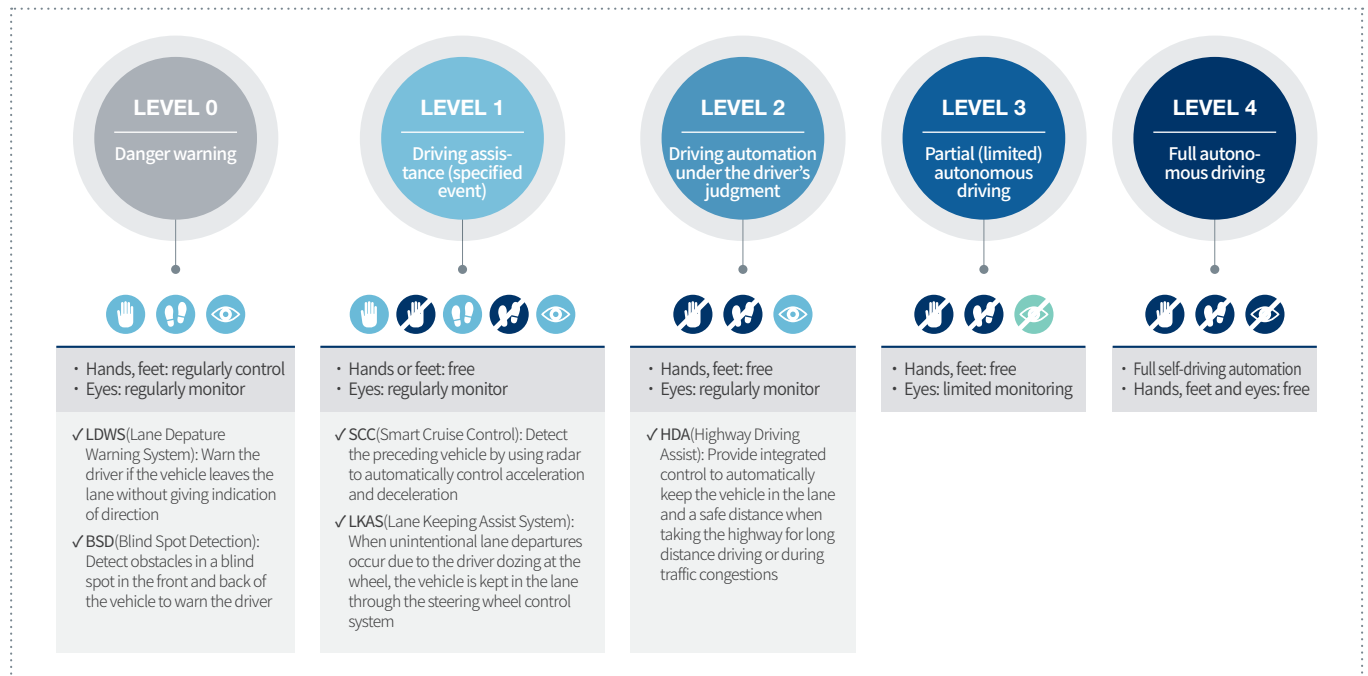 LEVEL 0
Danger warning
· Hands, feet: regularly control
· Eyes: regularly monitor
✓ LDWS(Lane Depature
Warning System): Warn the
driver if the vehicle leaves the
lane without giving indication
of direction
✓ BSD(Blind Spot Detection):
Detect obstacles in a blind
spot in the front and back of
the vehicle to warn the driver
LEVEL 1
Driving assis-
tance (specified
event)
· Hands or feet: free
· Eyes: regularly monitor
✓ SCC(Smart Cruise Control): Detect
the preceding vehicle by using radar
to automatically control acceleration
and deceleration
✓ LKAS(Lane Keeping Assist System):
When unintentional lane departures
occur due to the driver dozing at the
wheel, the vehicle is kept in the lane
through the steering wheel control
system
LEVEL 2
Driving automation
under the driver’s
judgment
· Hands, feet: free
· Eyes: regularly monitor
✓ HDA(Highway Driving
Assist): Provide integrated
control to automatically
keep the vehicle in the lane
and a safe distance when
taking the highway for long
distance driving or during
traffic congestions
LEVEL 3
Partial (limited)
autonomous
driving
· Hands, feet: free
· Eyes: limited monitoring
LEVEL 4
Full autono-
mous driving
· Full self-driving automation
· Hands, feet and eyes: free